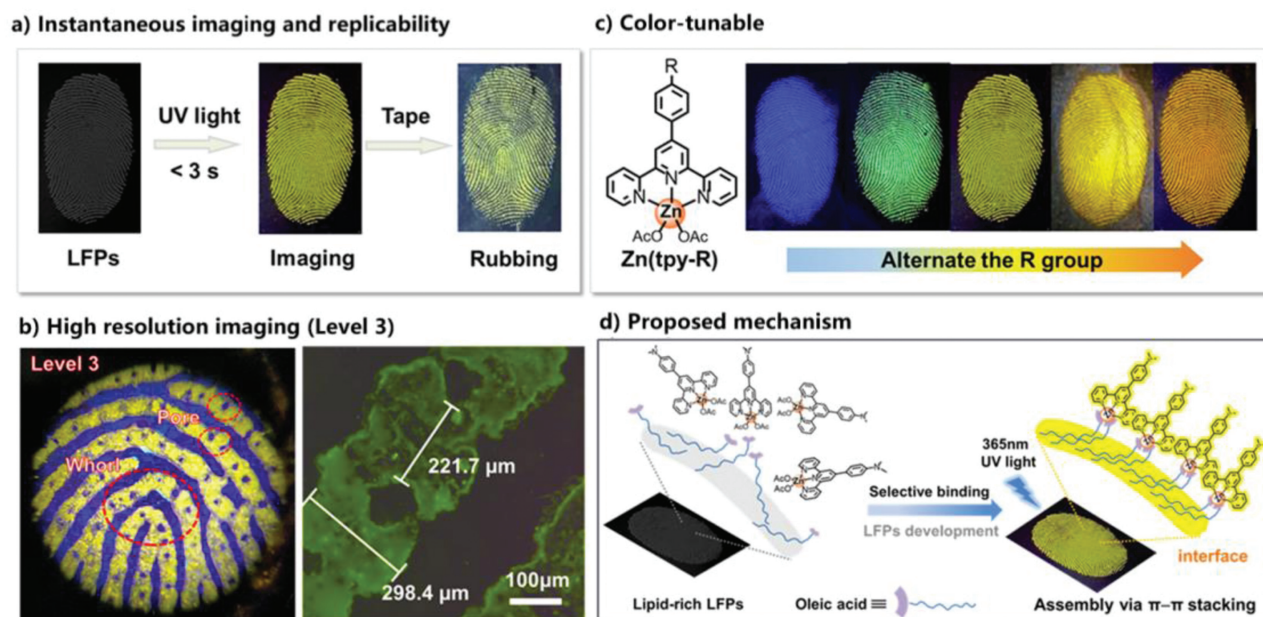 a) Instantaneous imaging and replicability
UV light
< 3 s
Tape
LFPs
Imaging
Rubbing
c) Color-tunable
R
N
N
N
Zn
AcO
OAc
Zn(tpy-R)
Alternate the R group
b) High resolution imaging (Level 3)
Level 3
Pore
Whorl
221.7 μm
298.4 μm
100μm
d) Proposed mechanism
365nm
UV light
Selective binding
LFPs development
interface
Lipid-rich LFPs
Oleic acid ≡
Assembly via π–π stacking